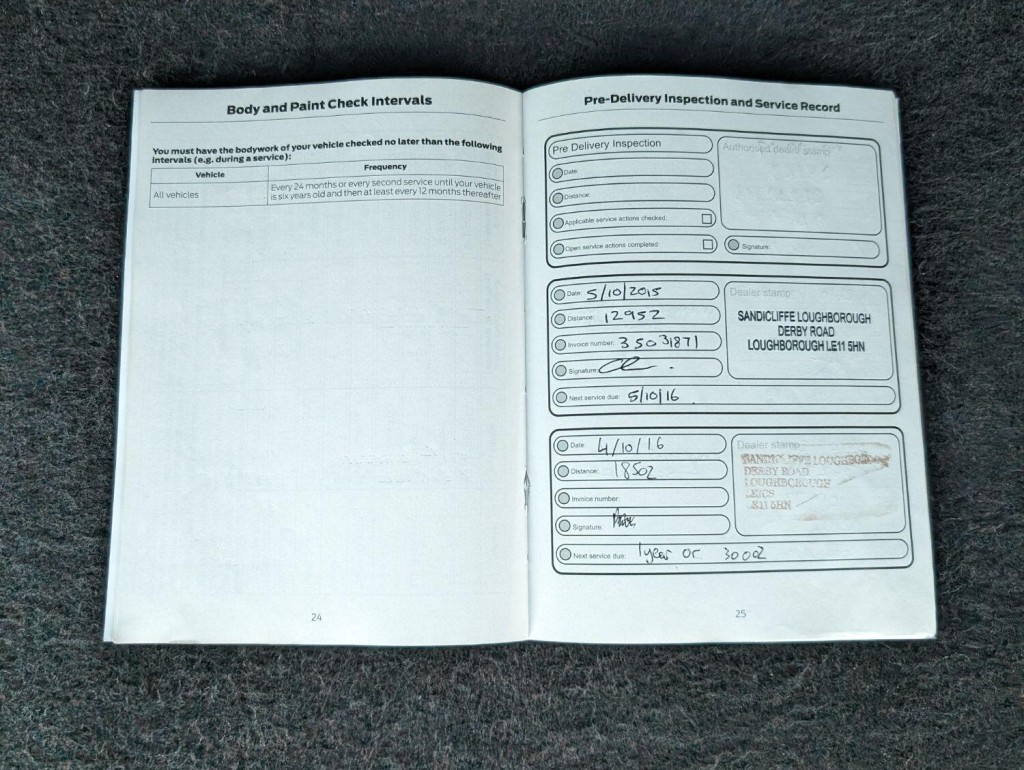 Body and Paint Check Intervals
You must have the bodywork of your vehicle checked no later than the following
intervals (e.g. during a service):
Vehicle Frequency
All vehicles Every 24 months or every second service until your vehicle
is six years old and then at least every 12 months thereafter
24
Pre-Delivery Inspection and Service Record
Pre Delivery Inspection
Authorised dealer stamp
Date:
Distance:
Applicable service actions checked:
Open service actions completed:
Signature:
Date: 5/10/2015
Distance: 12952
Invoice number: 35031871
Signature:
Next service due: 5/10/16
Dealer stamp
SANDICLIFFE LOUGHBOROUGH
DERBY ROAD
LOUGHBOROUGH LE11 5HN
Date: 4/10/16
Distance: 18502
Invoice number:
Signature:
Next service due: 1 year or 30002
Dealer stamp
LOUGHBOROUGH
DERBY ROAD
LOUGHBOROUGH
LEICS
LE11 5HN
25